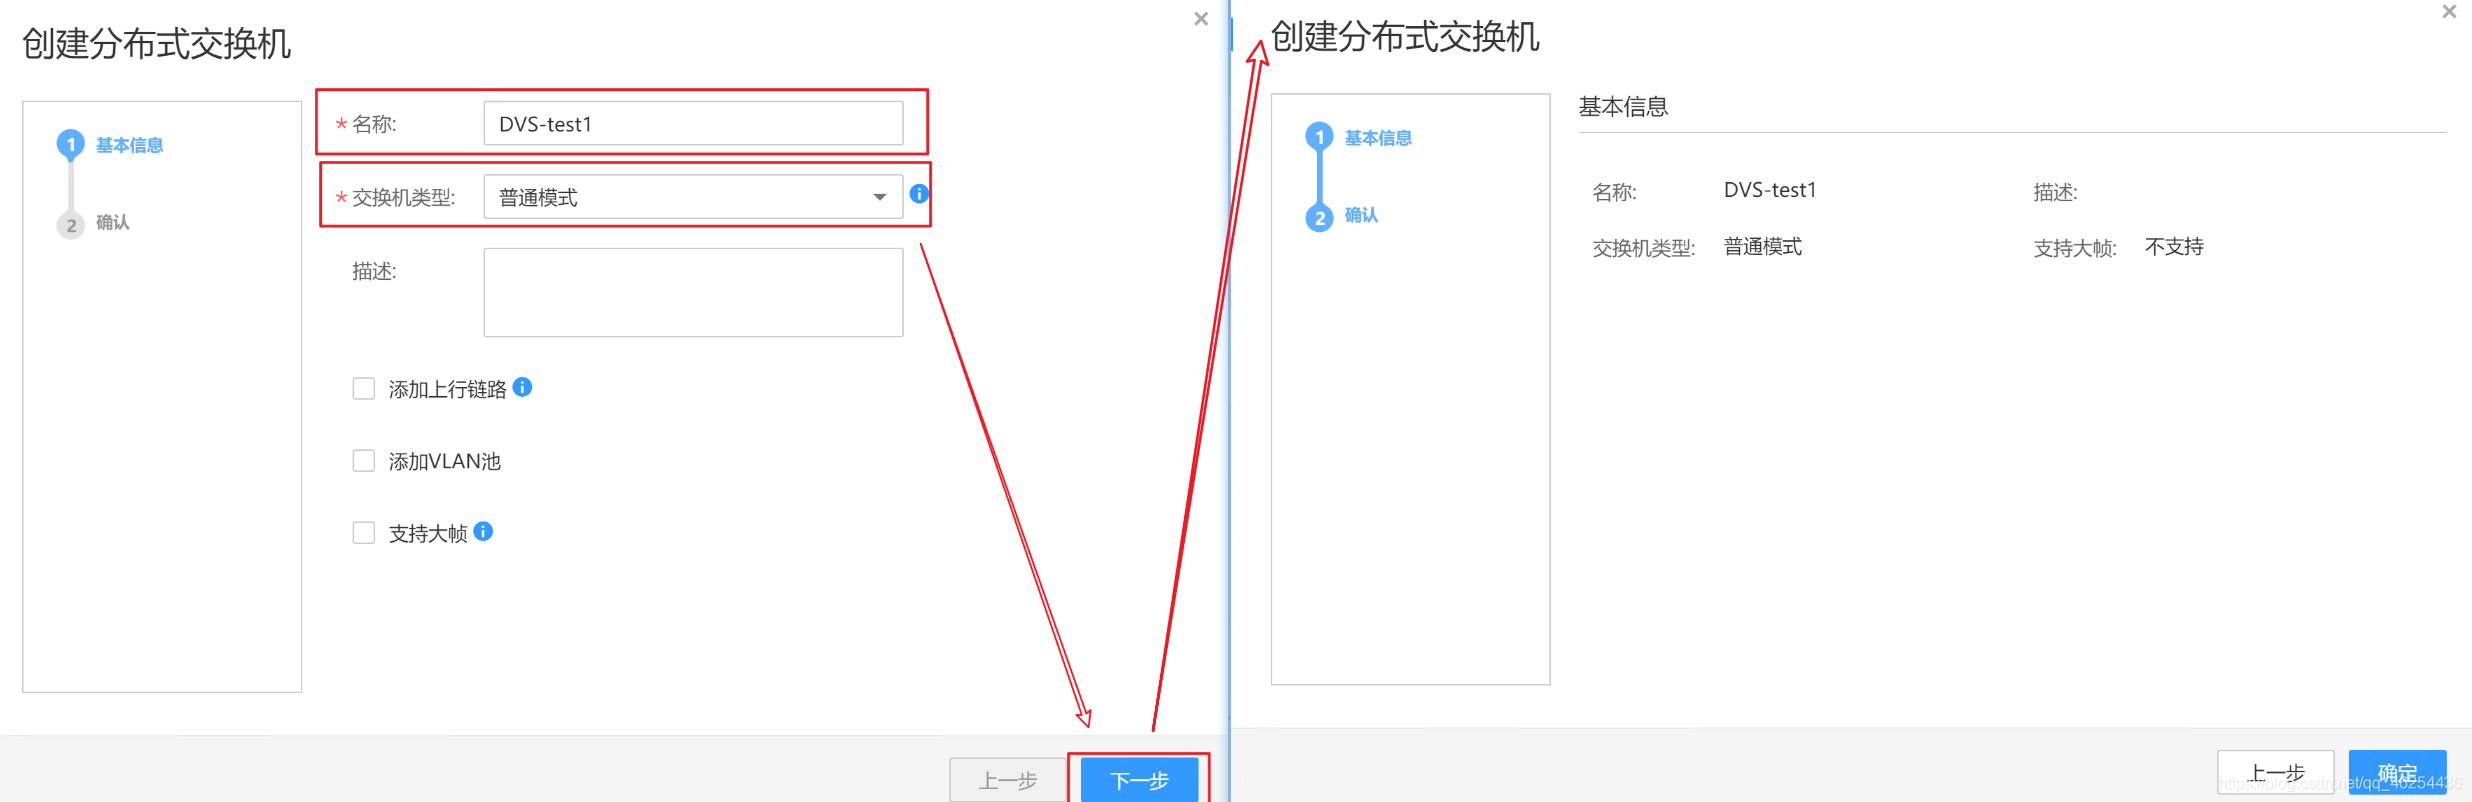 创建分布式交换机
1 基本信息
2 确认
* 名称: DVS-test1
* 交换机类型: 普通模式
描述:
添加上行链路
添加VLAN池
支持大帧
上一步 下一步
创建分布式交换机
1 基本信息
2 确认
基本信息
名称: DVS-test1 描述:
交换机类型: 普通模式 支持大帧: 不支持
上一步 确定
https://blog.csdn.net/qq_46254436